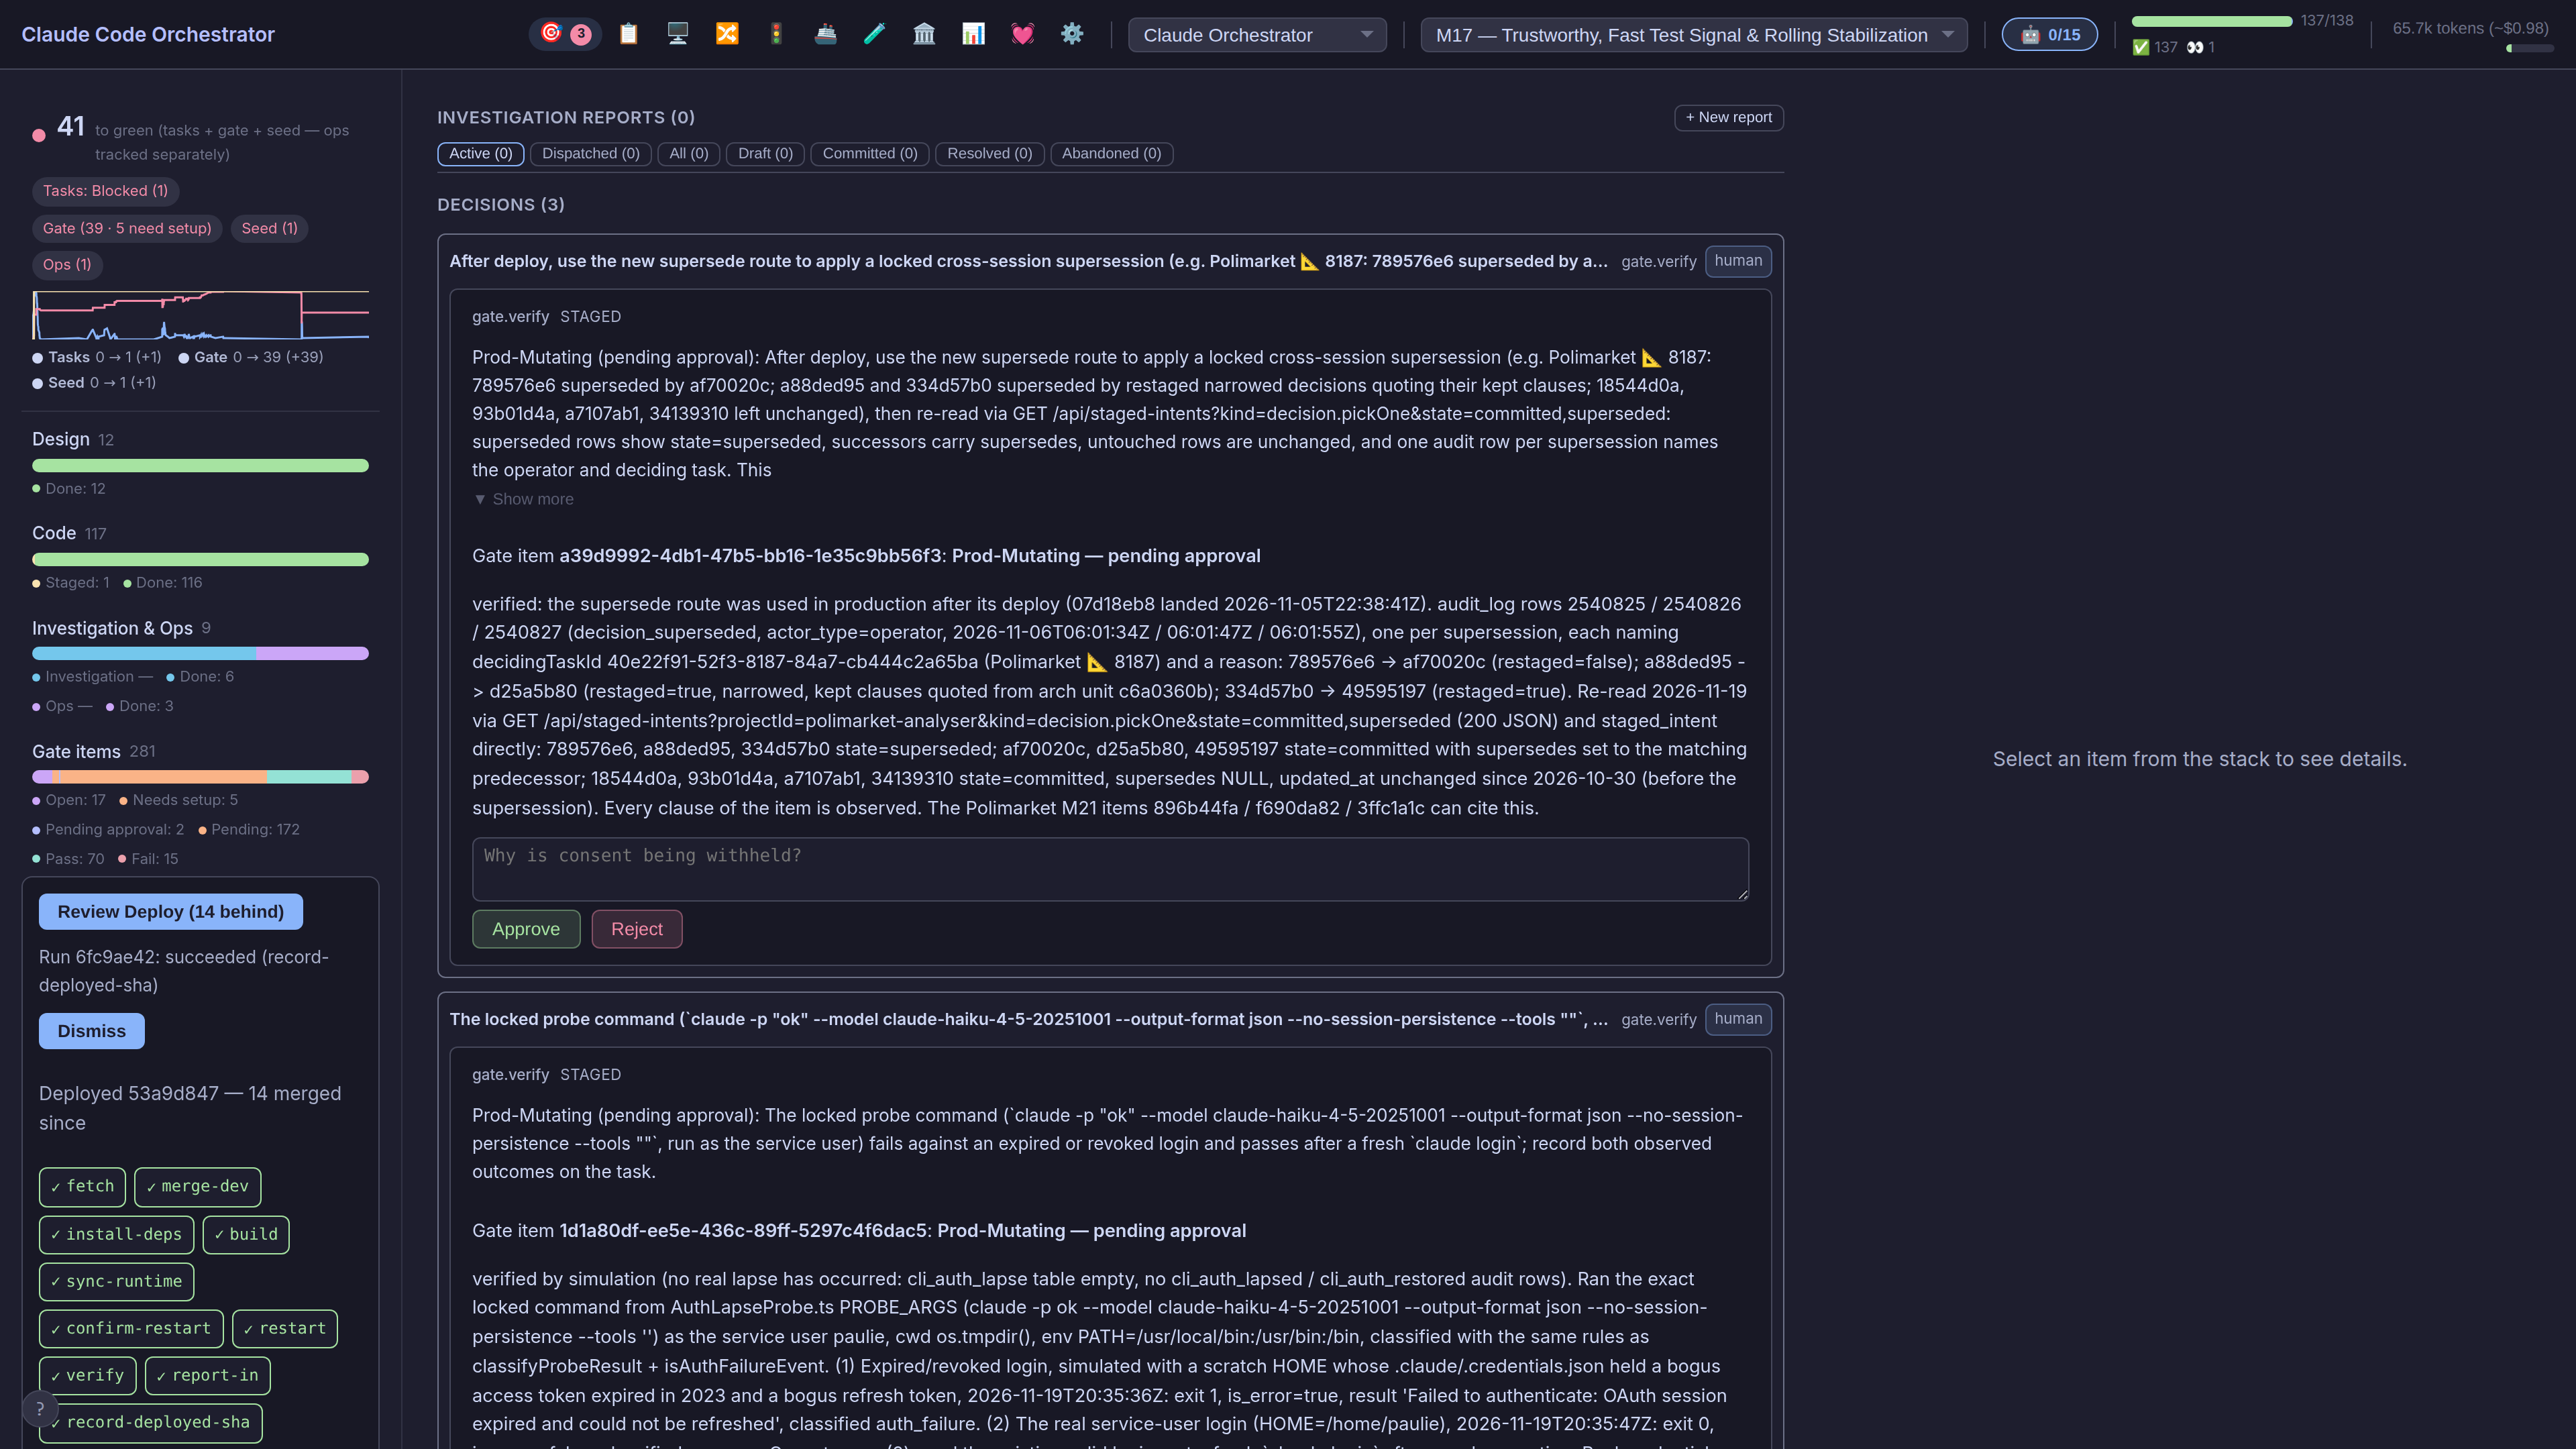 Claude Code Orchestrator
🎯 3
Claude Orchestrator
M17 — Trustworthy, Fast Test Signal & Rolling Stabilization
🤖 0/15
137/138
✅ 137 👀 1
65.7k tokens (~$0.98)
41 to green (tasks + gate + seed — ops
tracked separately)
Tasks: Blocked (1)
Gate (39 · 5 need setup) Seed (1)
Ops (1)
Tasks 0 → 1 (+1) Gate 0 → 39 (+39)
Seed 0 → 1 (+1)
Design 12
Done: 12
Code 117
Staged: 1 Done: 116
Investigation & Ops 9
Investigation — Done: 6
Ops — Done: 3
Gate items 281
Open: 17 Needs setup: 5
Pending approval: 2 Pending: 172
Pass: 70 Fail: 15
Review Deploy (14 behind)
Run 6fc9ae42: succeeded (record-
deployed-sha)
Dismiss
Deployed 53a9d847 — 14 merged
since
✓ fetch ✓ merge-dev
✓ install-deps ✓ build
✓ sync-runtime
✓ confirm-restart ✓ restart
✓ verify ✓ report-in
✓ record-deployed-sha
?
INVESTIGATION REPORTS (0)
+ New report
Active (0) Dispatched (0) All (0) Draft (0) Committed (0) Resolved (0) Abandoned (0)
DECISIONS (3)
After deploy, use the new supersede route to apply a locked cross-session supersession (e.g. Polimarket 📐 8187: 789576e6 superseded by a... gate.verify human
gate.verify STAGED
Prod-Mutating (pending approval): After deploy, use the new supersede route to apply a locked cross-session supersession (e.g. Polimarket 📐 8187:
789576e6 superseded by af70020c; a88ded95 and 334d57b0 superseded by restaged narrowed decisions quoting their kept clauses; 18544d0a,
93b01d4a, a7107ab1, 34139310 left unchanged), then re-read via GET /api/staged-intents?kind=decision.pickOne&state=committed,superseded:
superseded rows show state=superseded, successors carry supersedes, untouched rows are unchanged, and one audit row per supersession names
the operator and deciding task. This
▼ Show more
Gate item a39d9992-4db1-47b5-bb16-1e35c9bb56f3: Prod-Mutating — pending approval
verified: the supersede route was used in production after its deploy (07d18eb8 landed 2026-11-05T22:38:41Z). audit_log rows 2540825 / 2540826
/ 2540827 (decision_superseded, actor_type=operator, 2026-11-06T06:01:34Z / 06:01:47Z / 06:01:55Z), one per supersession, each naming
decidingTaskId 40e22f91-52f3-8187-84a7-cb444c2a65ba (Polimarket 📐 8187) and a reason: 789576e6 → af70020c (restaged=false); a88ded95 -
> d25a5b80 (restaged=true, narrowed, kept clauses quoted from arch unit c6a0360b); 334d57b0 → 49595197 (restaged=true). Re-read 2026-11-19
via GET /api/staged-intents?projectId=polimarket-analyser&kind=decision.pickOne&state=committed,superseded (200 JSON) and staged_intent
directly: 789576e6, a88ded95, 334d57b0 state=superseded; af70020c, d25a5b80, 49595197 state=committed with supersedes set to the matching
predecessor; 18544d0a, 93b01d4a, a7107ab1, 34139310 state=committed, supersedes NULL, updated_at unchanged since 2026-10-30 (before the
supersession). Every clause of the item is observed. The Polimarket M21 items 896b44fa / f690da82 / 3ffc1a1c can cite this.
Why is consent being withheld?
Approve Reject
The locked probe command (`claude -p "ok" --model claude-haiku-4-5-20251001 --output-format json --no-session-persistence --tools ""`, ... gate.verify human
gate.verify STAGED
Prod-Mutating (pending approval): The locked probe command (`claude -p "ok" --model claude-haiku-4-5-20251001 --output-format json --no-session-
persistence --tools ""`, run as the service user) fails against an expired or revoked login and passes after a fresh `claude login`; record both observed
outcomes on the task.
Gate item 1d1a80df-ee5e-436c-89ff-5297c4f6dac5: Prod-Mutating — pending approval
verified by simulation (no real lapse has occurred: cli_auth_lapse table empty, no cli_auth_lapsed / cli_auth_restored audit rows). Ran the exact
locked command from AuthLapseProbe.ts PROBE_ARGS (claude -p ok --model claude-haiku-4-5-20251001 --output-format json --no-session-
persistence --tools '') as the service user paulie, cwd os.tmpdir(), env PATH=/usr/local/bin:/usr/bin:/bin, classified with the same rules as
classifyProbeResult + isAuthFailureEvent. (1) Expired/revoked login, simulated with a scratch HOME whose .claude/.credentials.json held a bogus
access token expired in 2023 and a bogus refresh token, 2026-11-19T20:35:36Z: exit 1, is_error=true, result 'Failed to authenticate: OAuth session
expired and could not be refreshed', classified auth_failure. (2) The real service-user login (HOME=/home/paulie), 2026-11-19T20:35:47Z: exit 0,
Select an item from the stack to see details.